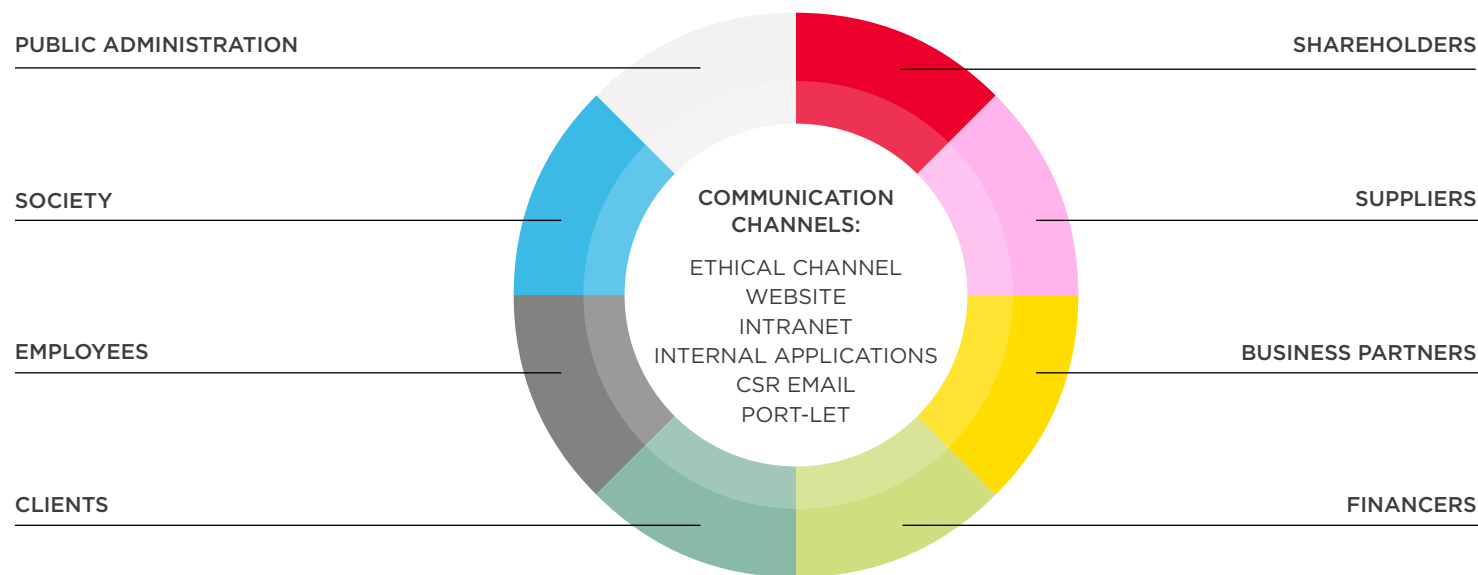 PUBLIC ADMINISTRATION
SHAREHOLDERS
SOCIETY
SUPPLIERS
EMPLOYEES
BUSINESS PARTNERS
CLIENTS
FINANCERS
COMMUNICATION
CHANNELS:
ETHICAL CHANNEL
WEBSITE
INTRANET
INTERNAL APPLICATIONS
CSR EMAIL
PORT-LET